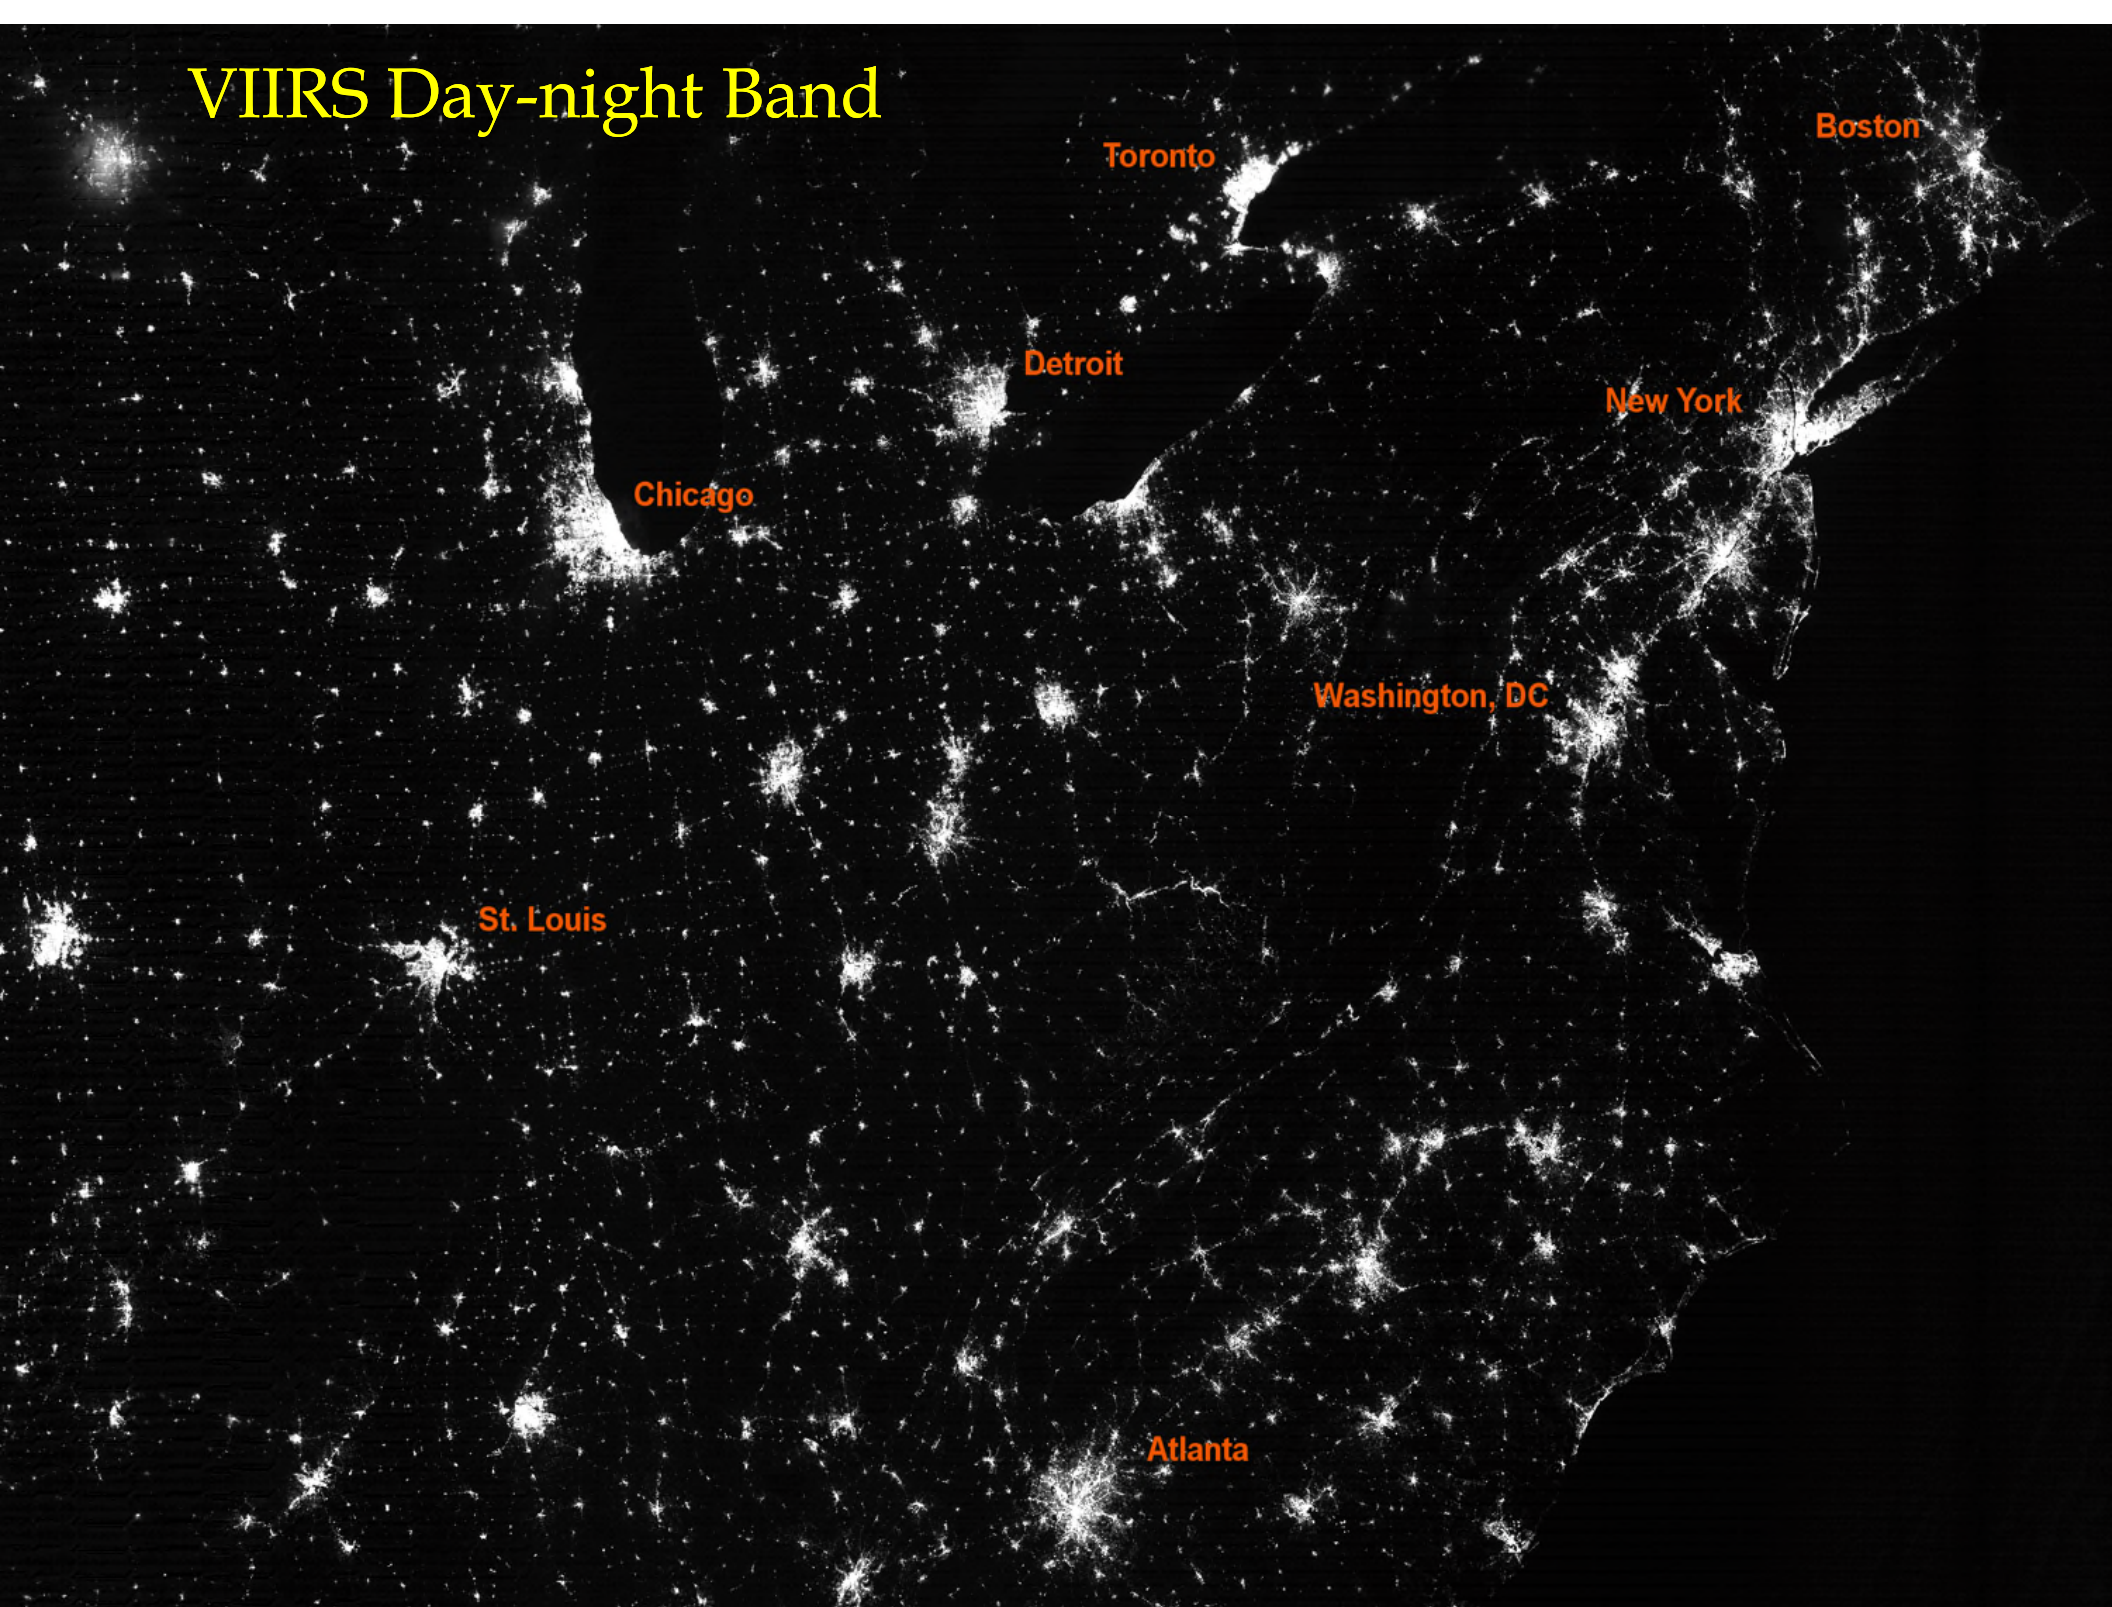 VIIRS Day-night Band
Boston
Toronto
Detroit
New York
Chicago
Washington, DC
St. Louis
Atlanta